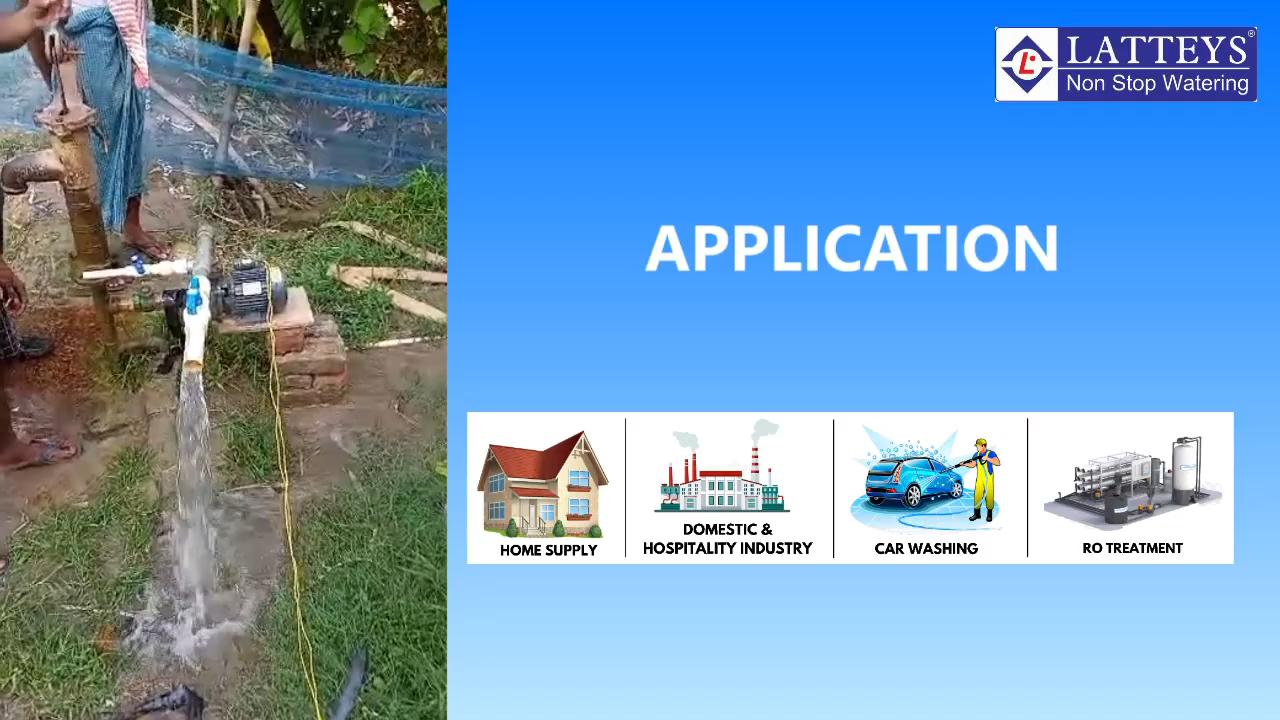 LATTEYS®
Non Stop Watering
APPLICATION
HOME SUPPLY
DOMESTIC &
HOSPITALITY INDUSTRY
CAR WASHING
RO TREATMENT